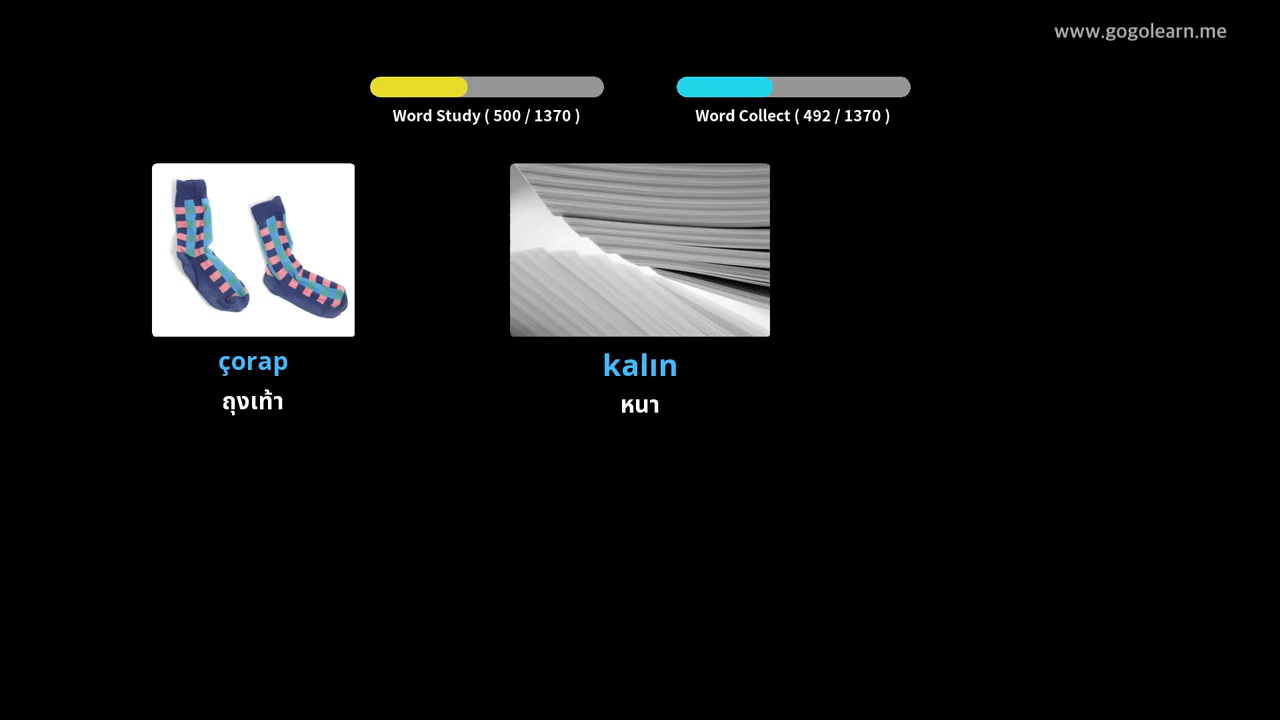 www.gogolearn.me
Word Study ( 500 / 1370 )
Word Collect ( 492 / 1370 )
çorap
ถุงเท้า
kalın
หนา